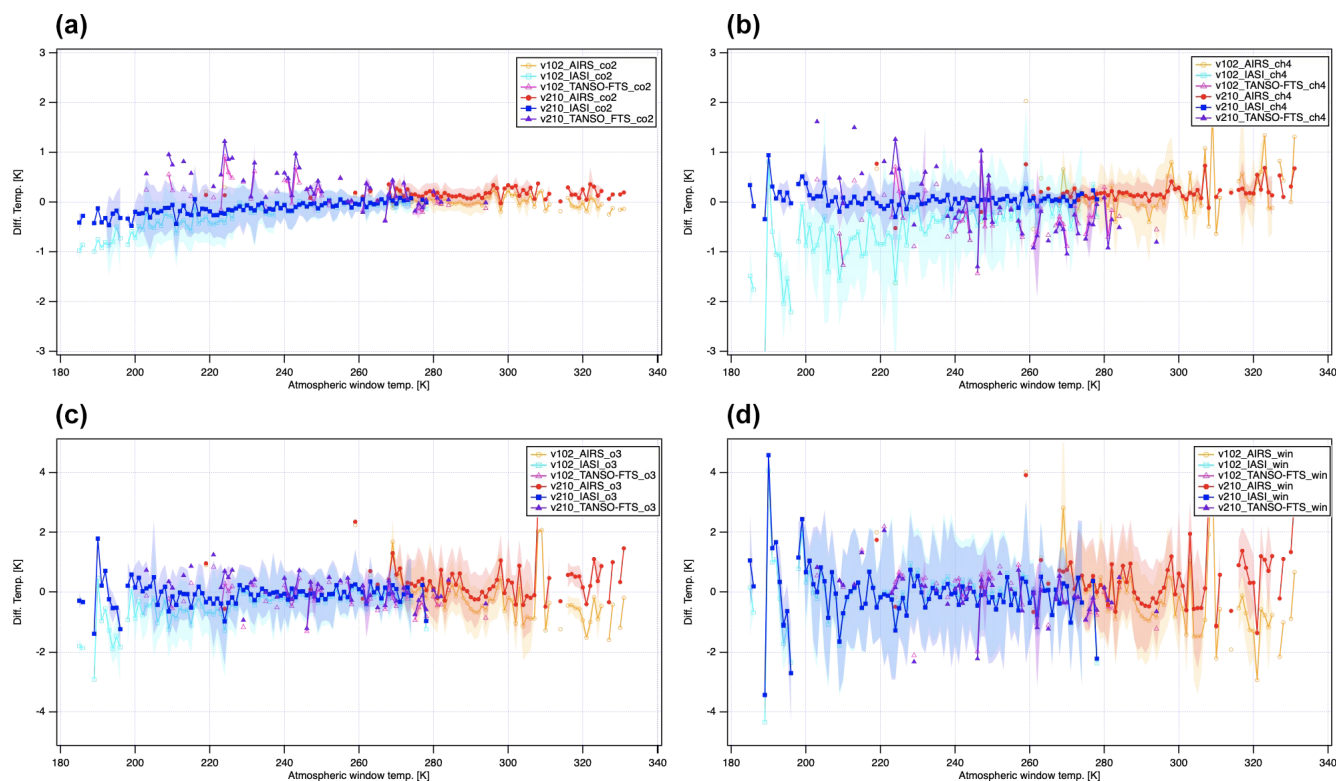 (a)
3
2
1
0
-1
-2
-3
Diff. Temp. [K]
v102_AIRS_co2
v102_IASI_co2
v102_TANSO-FTS_co2
v210_AIRS_co2
v210_IASI_co2
v210_TANSO_FTS_co2
180 200 220 240 260 280 300 320 340
Atmospheric window temp. [K]
(b)
3
2
1
0
-1
-2
-3
Diff. Temp. [K]
v102_AIRS_ch4
v102_IASI_ch4
v102_TANSO-FTS_ch4
v210_AIRS_ch4
v210_IASI_ch4
v210_TANSO-FTS_ch4
180 200 220 240 260 280 300 320 340
Atmospheric window temp. [K]
(c)
4
2
0
-2
-4
Diff. Temp. [K]
v102_AIRS_o3
v102_IASI_o3
v102_TANSO-FTS_o3
v210_AIRS_o3
v210_IASI_o3
v210_TANSO-FTS_o3
180 200 220 240 260 280 300 320 340
Atmospheric window temp. [K]
(d)
4
2
0
-2
-4
Diff. Temp. [K]
v102_AIRS_win
v102_IASI_win
v102_TANSO-FTS_win
v210_AIRS_win
v210_IASI_win
v210_TANSO-FTS_win
180 200 220 240 260 280 300 320 340
Atmospheric window temp. [K]